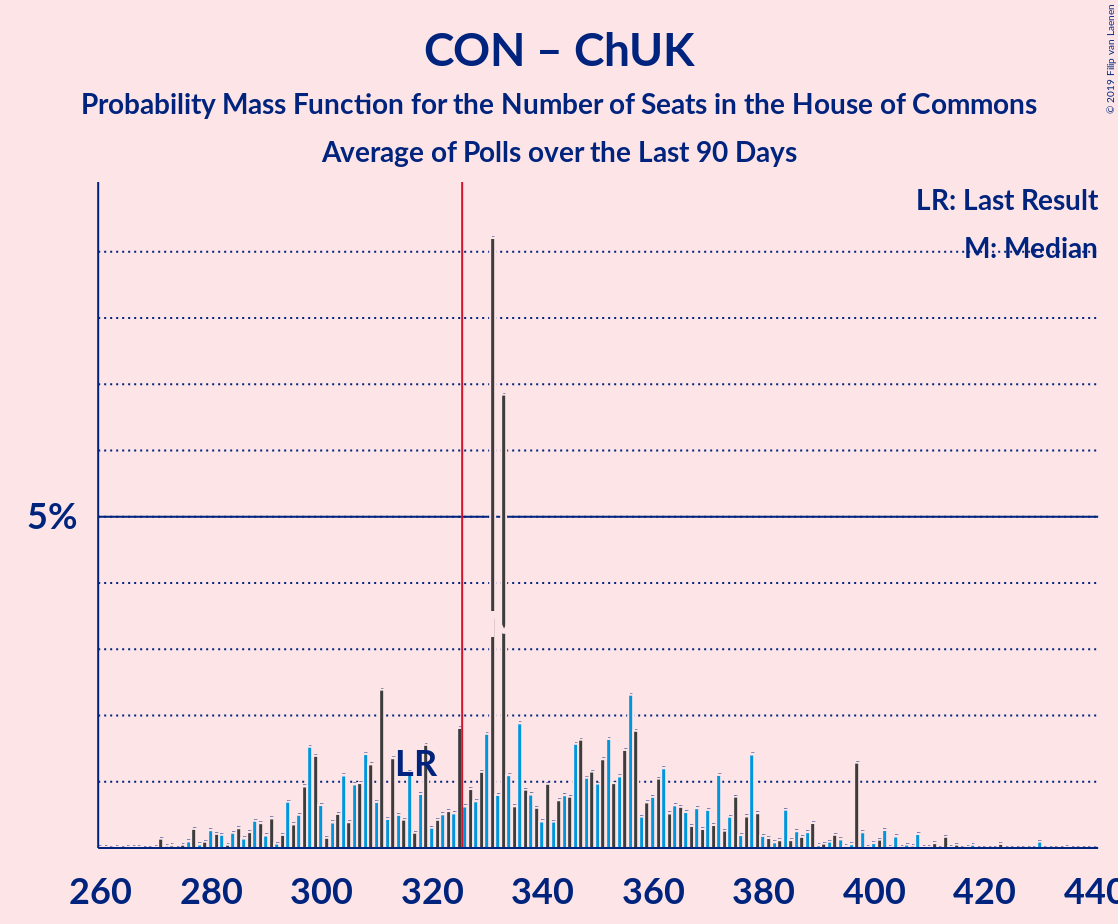 CON – ChUK
Probability Mass Function for the Number of Seats in the House of Commons
Average of Polls over the Last 90 Days
© 2019 Filip van Laenen
LR: Last Result
M: Median
5%
LR
260 280 300 320 340 360 380 400 420 440